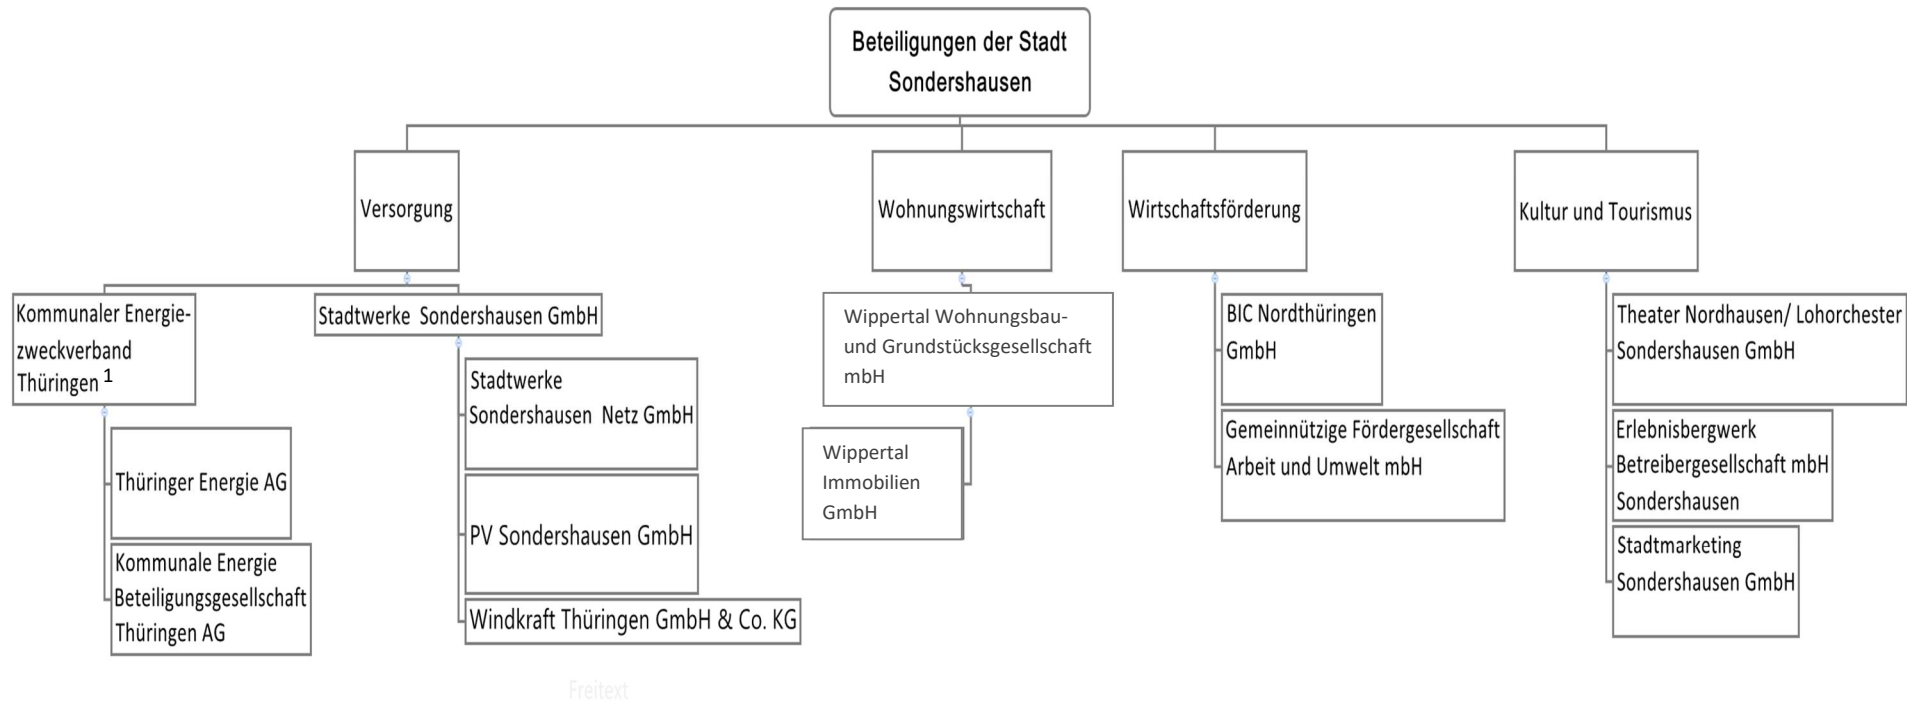 Beteiligungen der Stadt
Sondershausen
Versorgung
Wohnungswirtschaft
Wirtschaftsförderung
Kultur und Tourismus
Kommunaler Energie-
zweckverband
Thüringen 1
Thüringer Energie AG
Kommunale Energie
Beteiligungsgesellschaft
Thüringen AG
Stadtwerke Sondershausen GmbH
Stadtwerke
Sondershausen Netz GmbH
PV Sondershausen GmbH
Windkraft Thüringen GmbH & Co. KG
Wippertal Wohnungsbau-
und Grundstücksgesellschaft
mbH
Wippertal
Immobilien
GmbH
BIC Nordthüringen
GmbH
Gemeinnützige Fördergesellschaft
Arbeit und Umwelt mbH
Theater Nordhausen/ Lohorchester
Sondershausen GmbH
Erlebnisbergwerk
Betreibergesellschaft mbH
Sondershausen
Stadtmarketing
Sondershausen GmbH
Freitext